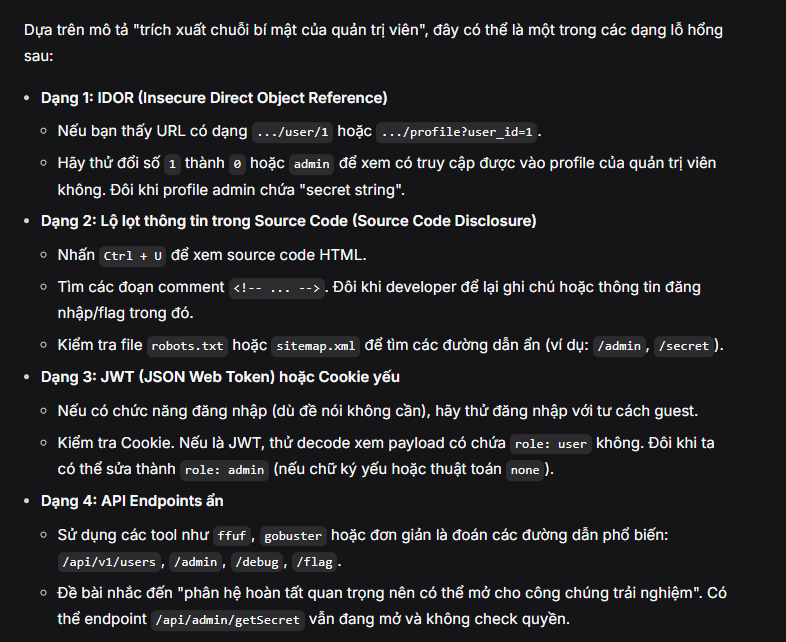 Dựa trên mô tả "trích xuất chuỗi bí mật của quản trị viên", đây có thể là một trong các dạng lỗ hổng
sau:
• Dạng 1: IDOR (Insecure Direct Object Reference)
○ Nếu bạn thấy URL có dạng .../user/1 hoặc .../profile?user_id=1.
○ Hãy thử đổi số 1 thành 0 hoặc admin để xem có truy cập được vào profile của quản trị viên
không. Đôi khi profile admin chứa "secret string".
• Dạng 2: Lộ lọt thông tin trong Source Code (Source Code Disclosure)
○ Nhấn Ctrl + U để xem source code HTML.
○ Tìm các đoạn comment <!-- ... -->. Đôi khi developer để lại ghi chú hoặc thông tin đăng
nhập/flag trong đó.
○ Kiểm tra file robots.txt hoặc sitemap.xml để tìm các đường dẫn ẩn (ví dụ: /admin, /secret).
• Dạng 3: JWT (JSON Web Token) hoặc Cookie yếu
○ Nếu có chức năng đăng nhập (dù đề nói không cần), hãy thử đăng nhập với tư cách guest.
○ Kiểm tra Cookie. Nếu là JWT, thử decode xem payload có chứa role: user không. Đôi khi ta
có thể sửa thành role: admin (nếu chữ ký yếu hoặc thuật toán none).
• Dạng 4: API Endpoints ẩn
○ Sử dụng các tool như ffuf, gobuster hoặc đơn giản là đoán các đường dẫn phổ biến:
/api/v1/users, /admin, /debug, /flag.
○ Đề bài nhắc đến "phân hệ hoàn tất quan trọng nên có thể mở cho công chúng trải nghiệm". Có
thể endpoint /api/admin/getSecret vẫn đang mở và không check quyền.